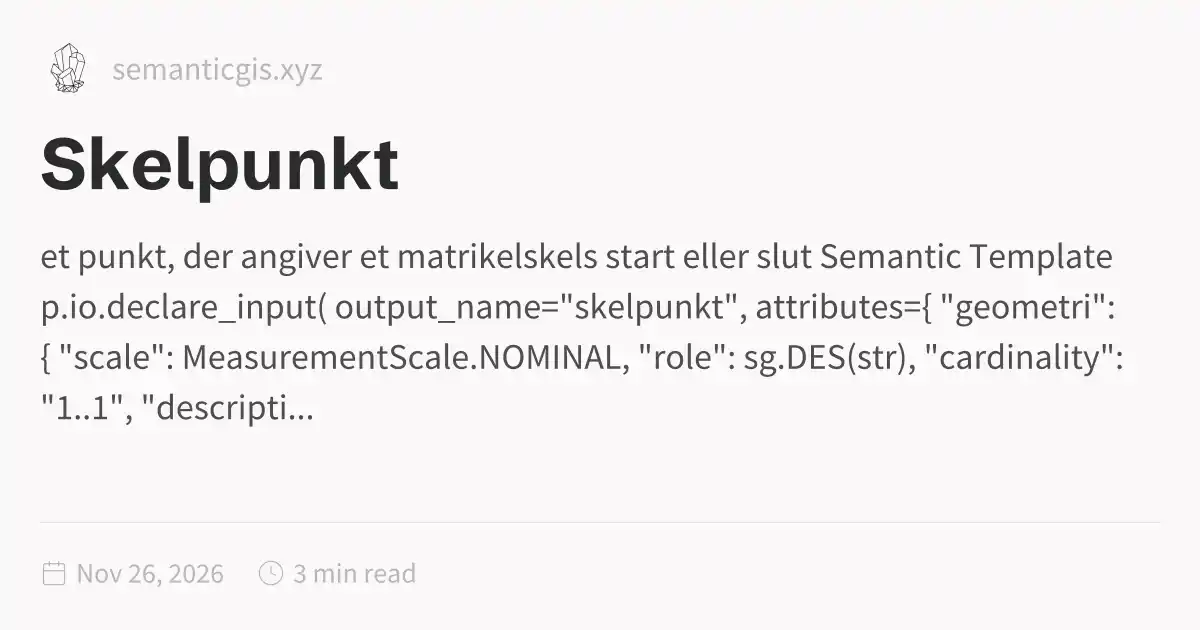 semanticgis.xyz
Skelpunkt
et punkt, der angiver et matrikelskels start eller slut Semantic Template
p.io.declare_input( output_name="skelpunkt", attributes={ "geometri":
{ "scale": MeasurementScale.NOMINAL, "role": sg.DES(str), "cardinality":
"1..1", "descripti...
Nov 26, 2026 3 min read